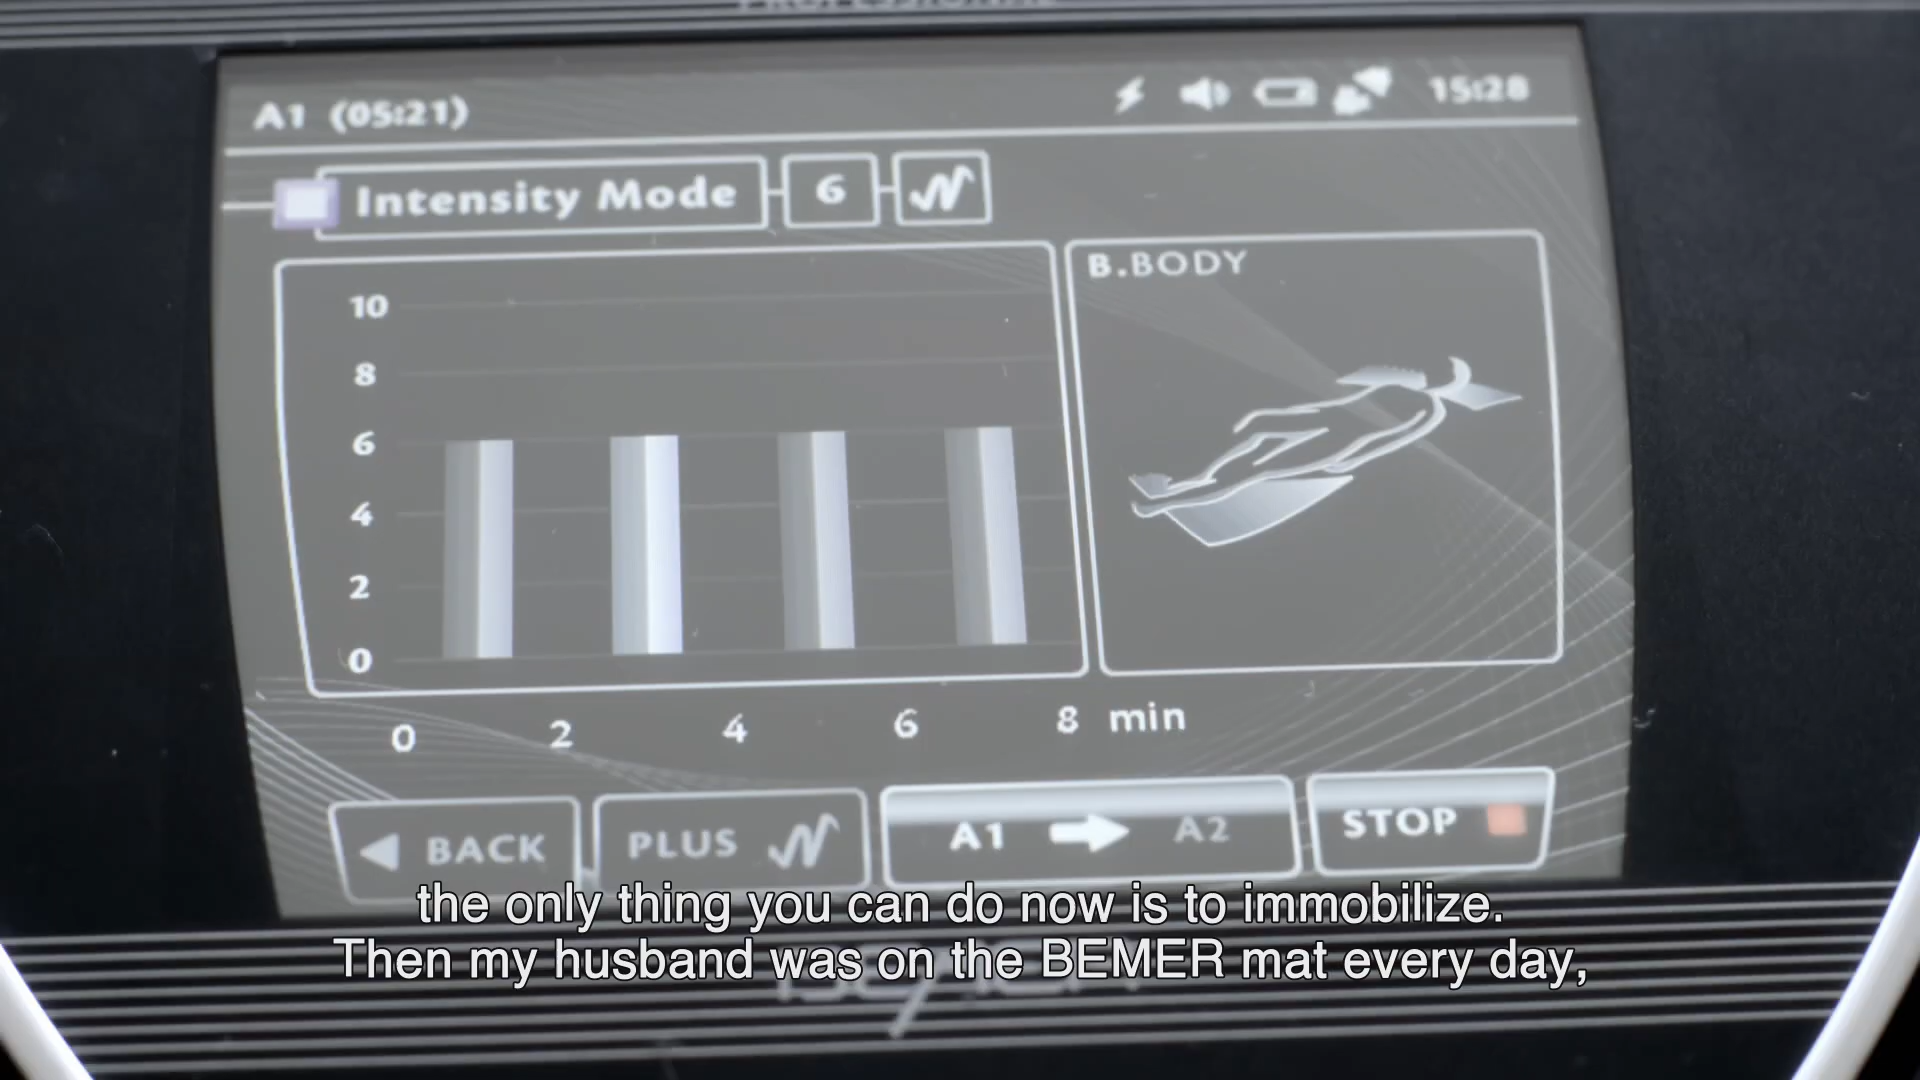 PROFESSIONAL
A1 (05:21)
15:28
Intensity Mode 6
B.BODY
10
8
6
4
2
0
0 2 4 6 8 min
BACK PLUS A1 A2 STOP
the only thing you can do now is to immobilize.
Then my husband was on the BEMER mat every day,